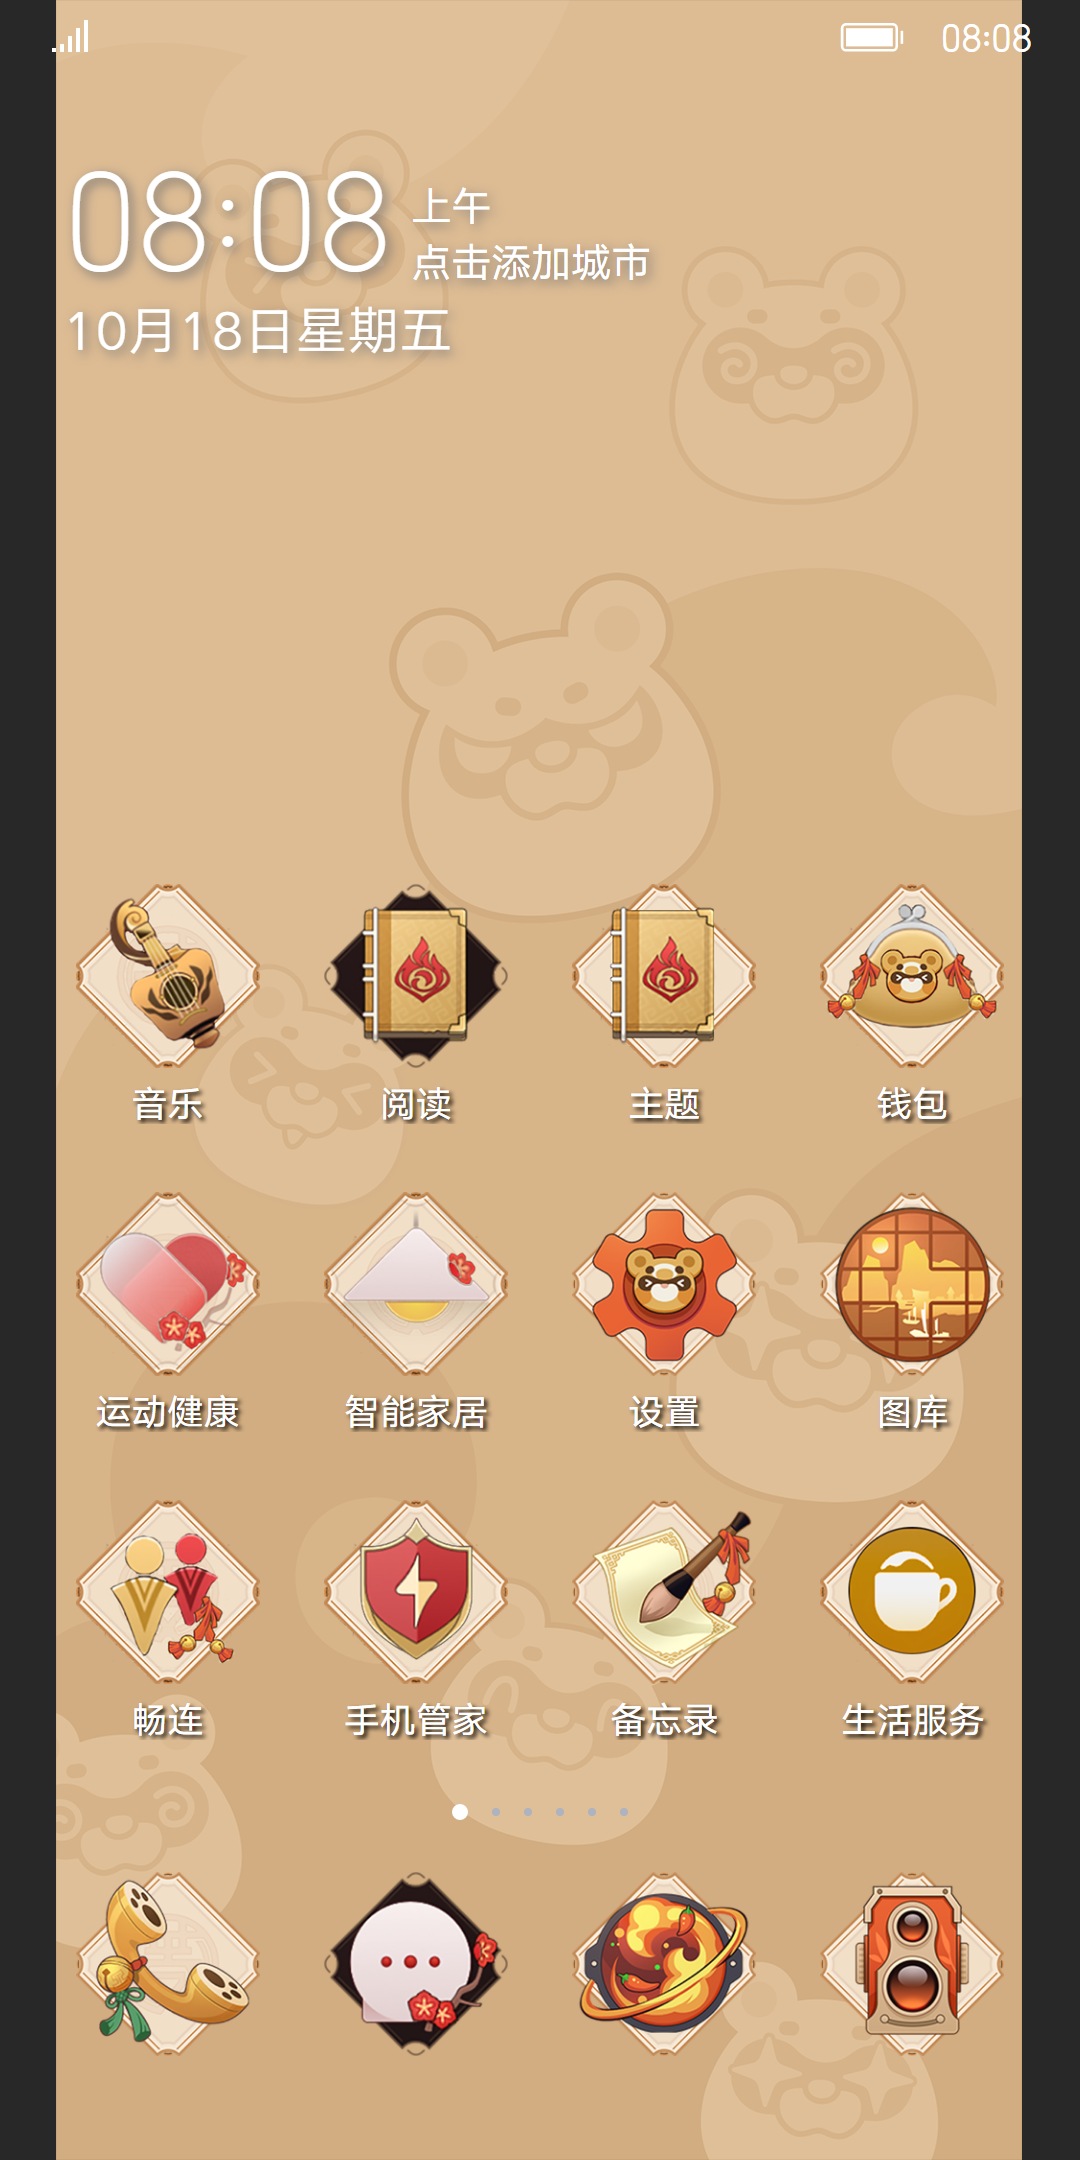 08:08
08:08
上午
点击添加城市
10月18日星期五
音乐
阅读
主题
钱包
运动健康
智能家居
设置
图库
畅连
手机管家
备忘录
生活服务